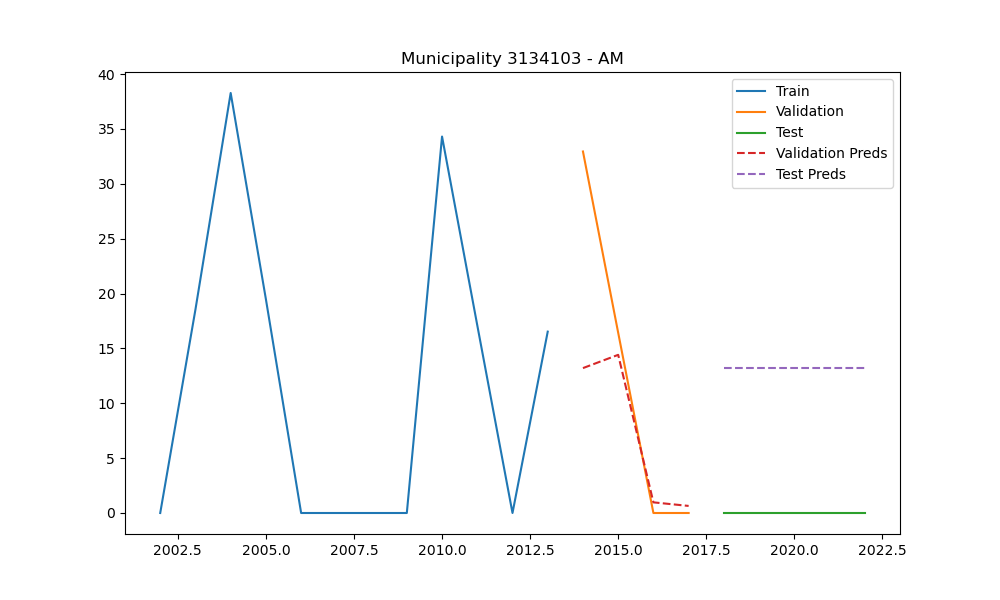 Municipality 3134103 - AM
40
35
30
25
20
15
10
5
0
2002.5 2005.0 2007.5 2010.0 2012.5 2015.0 2017.5 2020.0 2022.5
Train
Validation
Test
Validation Preds
Test Preds